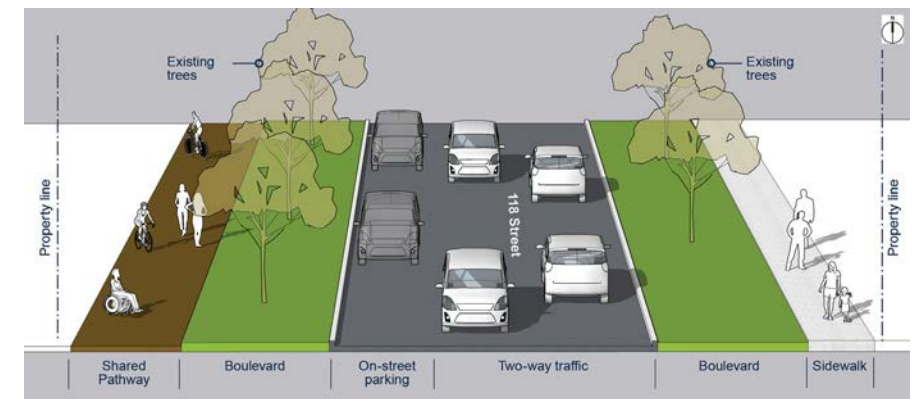 Existing
trees
Existing
trees
Property line
118 Street
Property line
Shared
Pathway
Boulevard
On-street
parking
Two-way traffic
Boulevard
Sidewalk